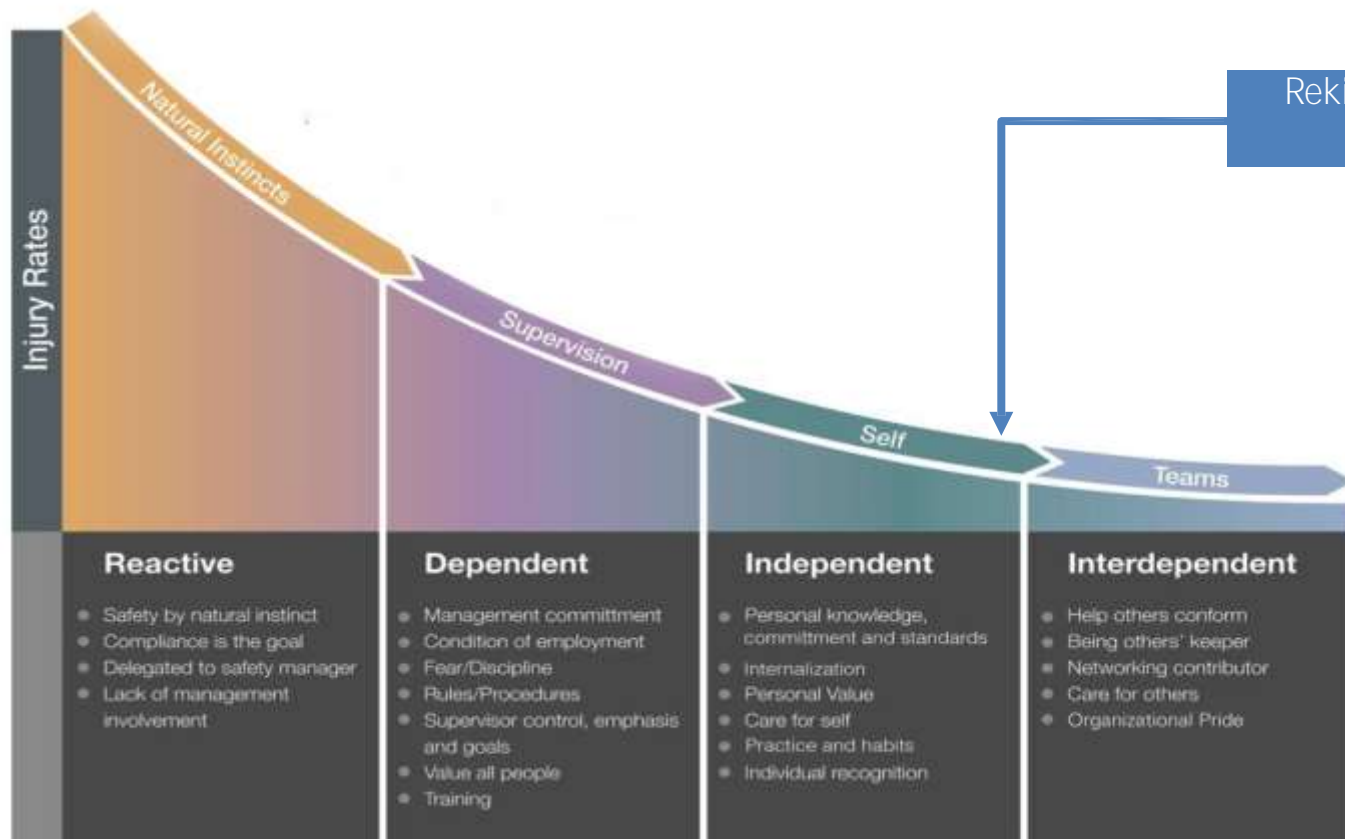 Injury Rates
Natural Instincts
Supervision
Self
Teams
Reactive
Safety by natural instinct
Compliance is the goal
Delegated to safety manager
Lack of management
involvement
Dependent
Management committment
Condition of employment
Fear/Discipline
Rules/Procedures
Supervisor control, emphasis
and goals
Value all people
Training
Independent
Personal knowledge,
committment and standards
Internalization
Personal Value
Care for self
Practice and habits
Individual recognition
Interdependent
Help others conform
Being others' keeper
Networking contributor
Care for others
Organizational Pride